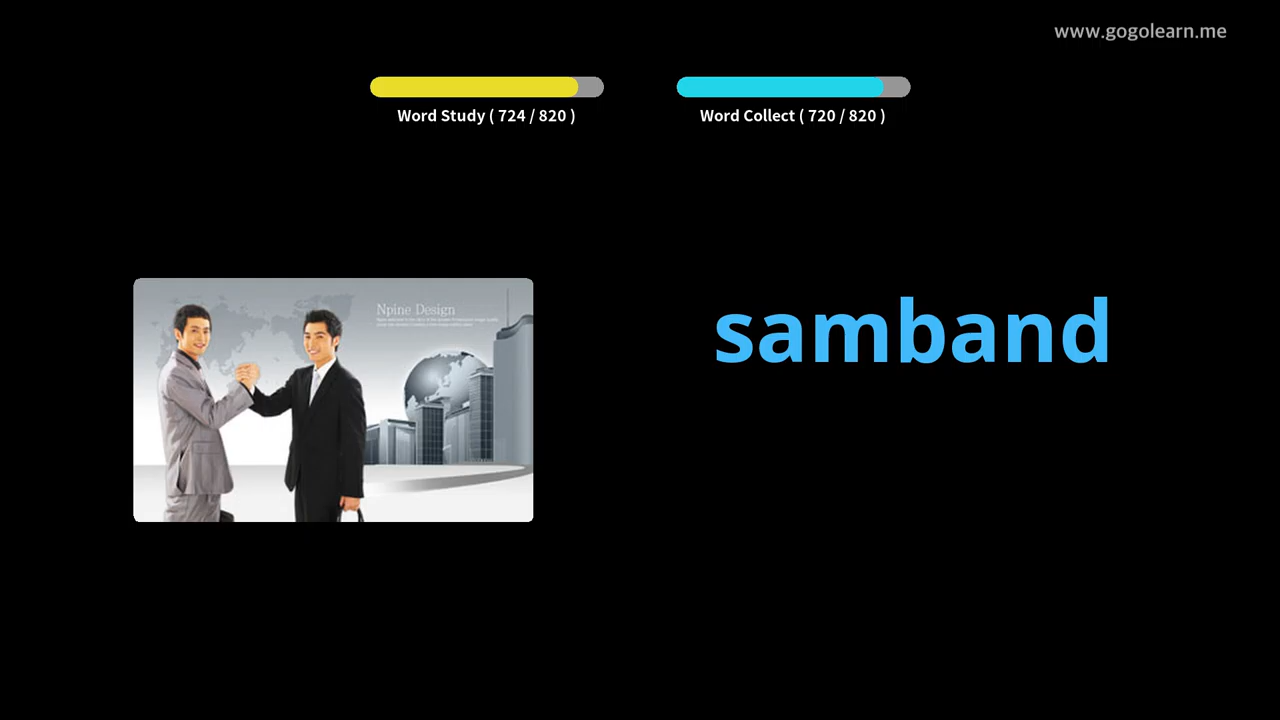 www.gogolearn.me
Word Study ( 724 / 820 )
Word Collect ( 720 / 820 )
Npine Design
samband